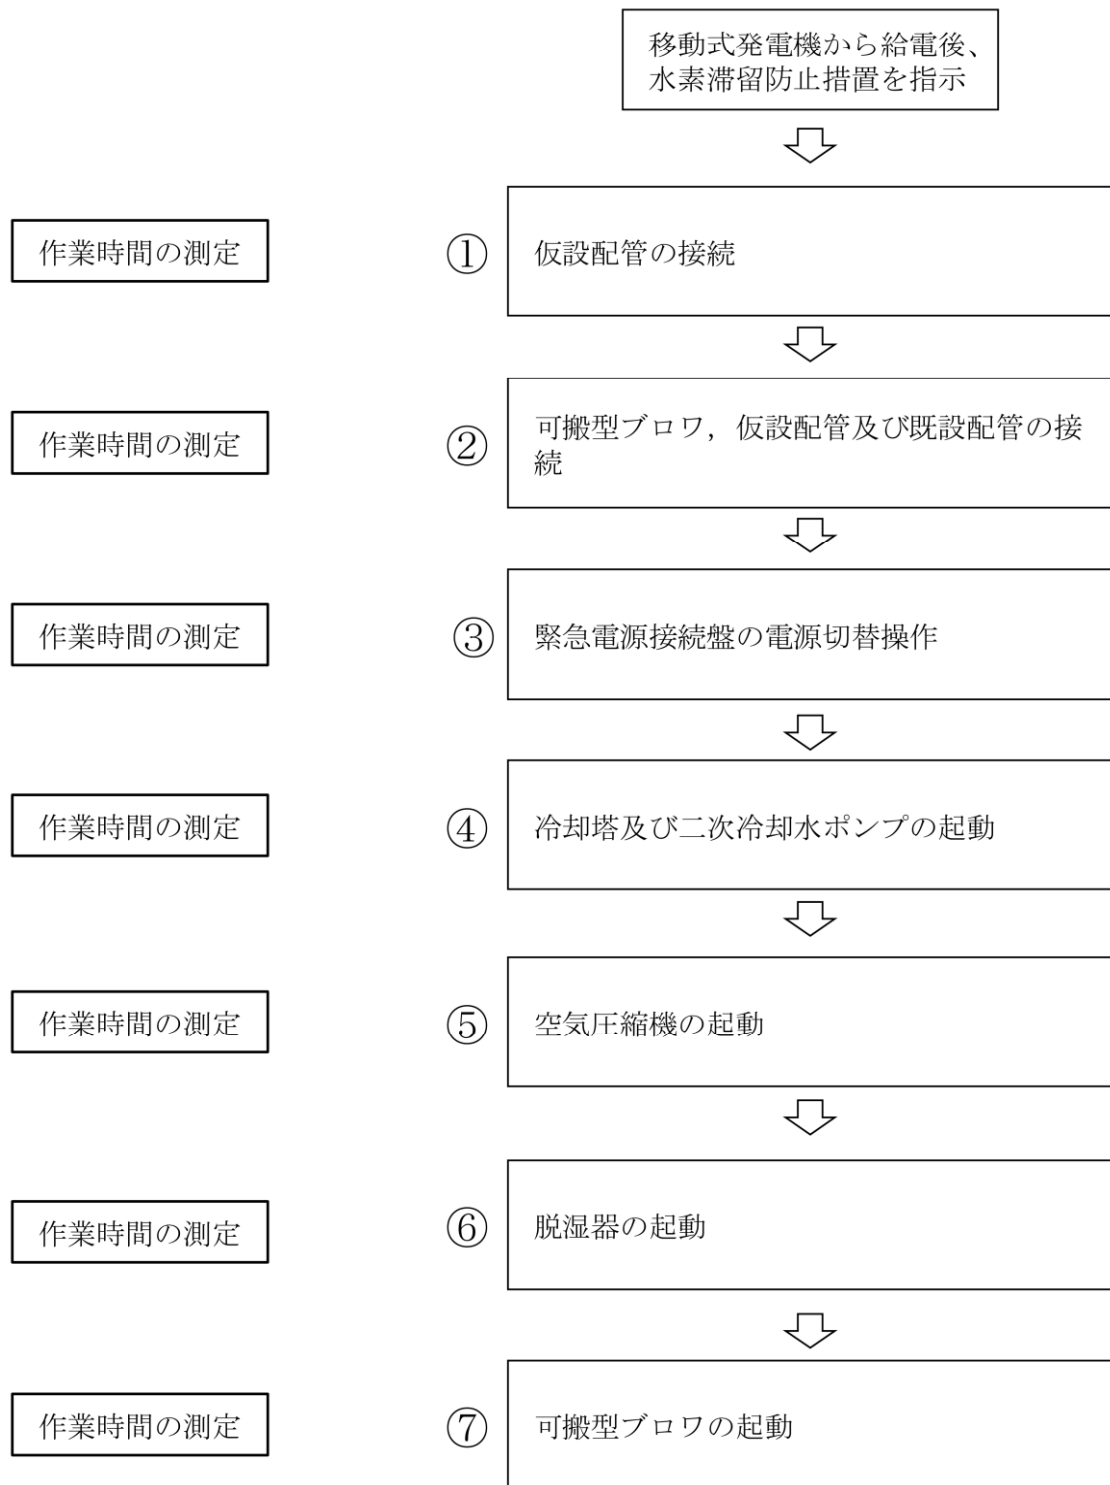 移動式発電機から給電後、
水素滞留防止措置を指示
作業時間の測定
①
仮設配管の接続
作業時間の測定
②
可搬型ブロワ，仮設配管及び既設配管の接
続
作業時間の測定
③
緊急電源接続盤の電源切替操作
作業時間の測定
④
冷却塔及び二次冷却水ポンプの起動
作業時間の測定
⑤
空気圧縮機の起動
作業時間の測定
⑥
脱湿器の起動
作業時間の測定
⑦
可搬型ブロワの起動